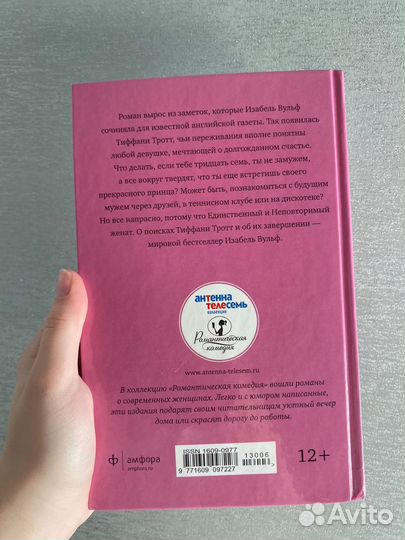 Роман вырос из заметок, которые Изабель Вульф
сочиняла для известной английской газеты. Так появилась
Тиффани Тротт, чьи переживания вполне понятны
любой девушке, мечтающей о долгожданном счастье.
Что делать, если тебе тридцать семь, ты не замужем,
а все вокруг твердят, что ты еще встретишь своего
прекрасного принца? Может быть, познакомиться с будущим
мужем через друзей, в теннисном клубе или на дискотеке?
Но все напрасно, потому что Единственный и Неповторимый
женат. О поисках Тиффани Тротт и об их завершении —
мировой бестселлер Изабель Вульф.
антенна
телесемь
коллекция
Романтическая
комедия
www.antenna-telesem.ru
В коллекцию «Романтическая комедия» вошли романы
о современных женщинах. Легко и с юмором написанные,
эти издания подарят своим читательницам уютный вечер
дома или скрасят дорогу до работы.
ISSN 1609-0977
13006
9 771609 097227
амфора
amphora.ru
12+
Avito